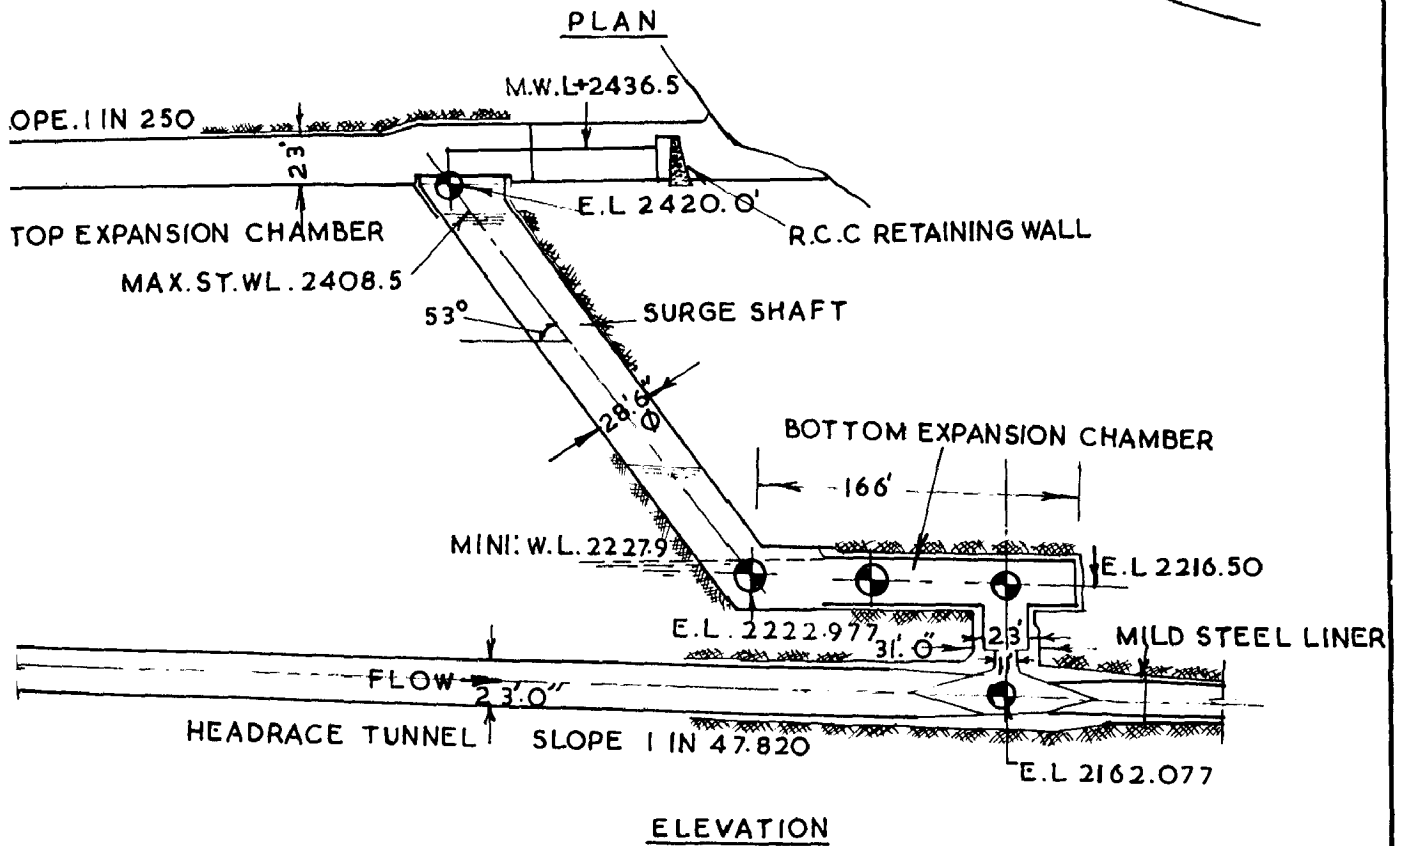 PLAN
M.W.L+2436.5
OPE.1 IN 250
23'
E.L 2420.0'
TOP EXPANSION CHAMBER
R.C.C RETAINING WALL
MAX.ST.WL.2408.5
53°
SURGE SHAFT
28'.6" Φ
BOTTOM EXPANSION CHAMBER
166'
MINI: W.L. 2227.9
E.L 2216.50
E.L. 2222.977
31'.0"
23'
MILD STEEL LINER
11'
FLOW
23'.0"
HEADRACE TUNNEL
SLOPE 1 IN 47.820
E.L 2162.077
ELEVATION